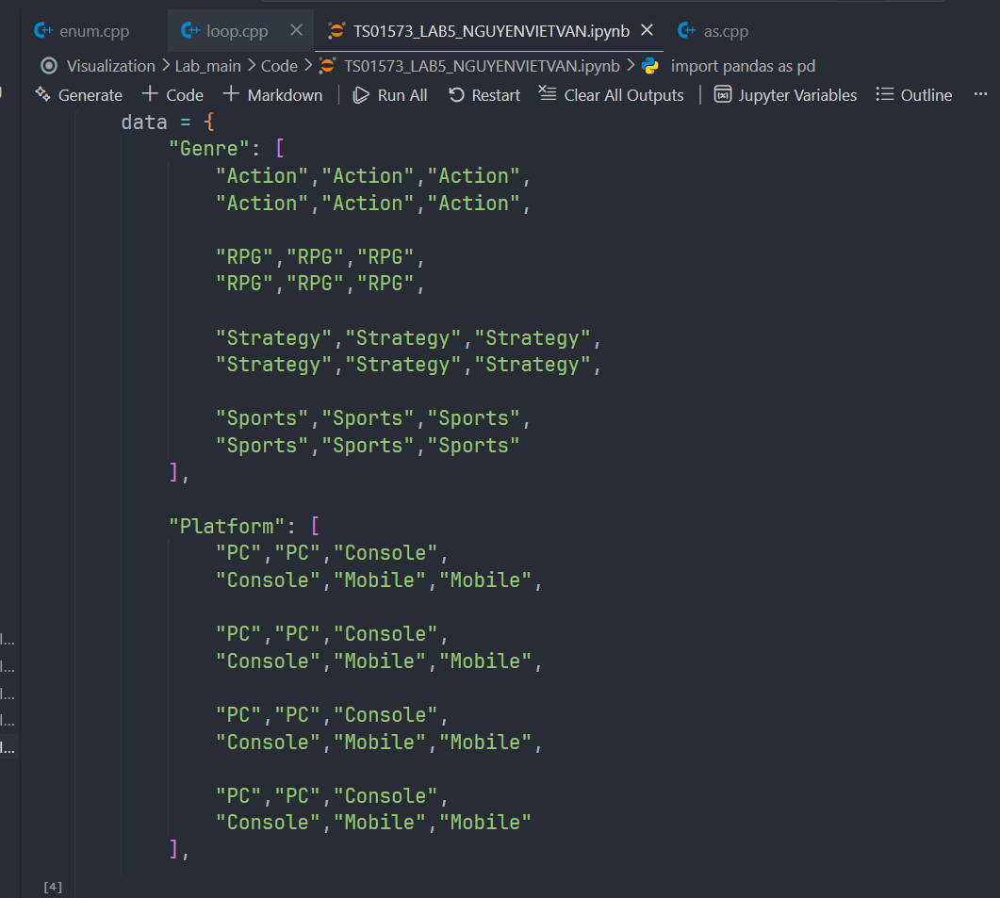 enum.cpp loop.cpp TS01573_LAB5_NGUYENVIETVAN.ipynb as.cpp
Visualization > Lab_main > Code > TS01573_LAB5_NGUYENVIETVAN.ipynb > import pandas as pd
Generate + Code + Markdown | Run All Restart Clear All Outputs | Jupyter Variables Outline ...
data = {
"Genre": [
"Action","Action","Action",
"Action","Action","Action",
"RPG","RPG","RPG",
"RPG","RPG","RPG",
"Strategy","Strategy","Strategy",
"Strategy","Strategy","Strategy",
"Sports","Sports","Sports",
"Sports","Sports","Sports"
],
"Platform": [
"PC","PC","Console",
"Console","Mobile","Mobile",
"PC","PC","Console",
"Console","Mobile","Mobile",
"PC","PC","Console",
"Console","Mobile","Mobile",
"PC","PC","Console",
"Console","Mobile","Mobile"
],
[4]